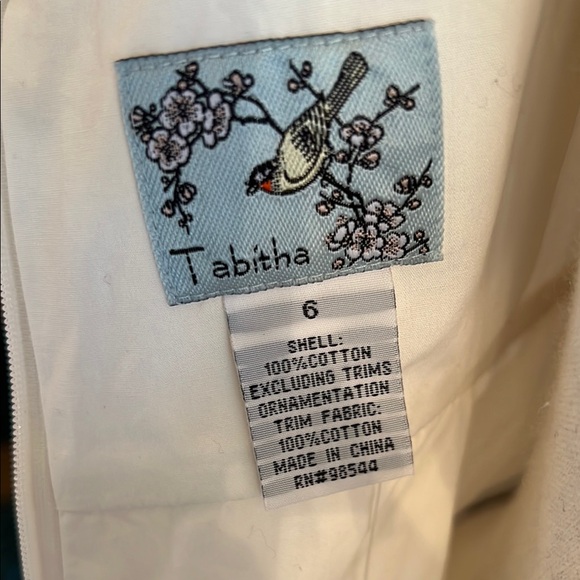 Tabitha
6
SHELL:
100%COTTON
EXCLUDING TRIMS
ORNAMENTATION
TRIM FABRIC:
100%COTTON
MADE IN CHINA
RN#98544